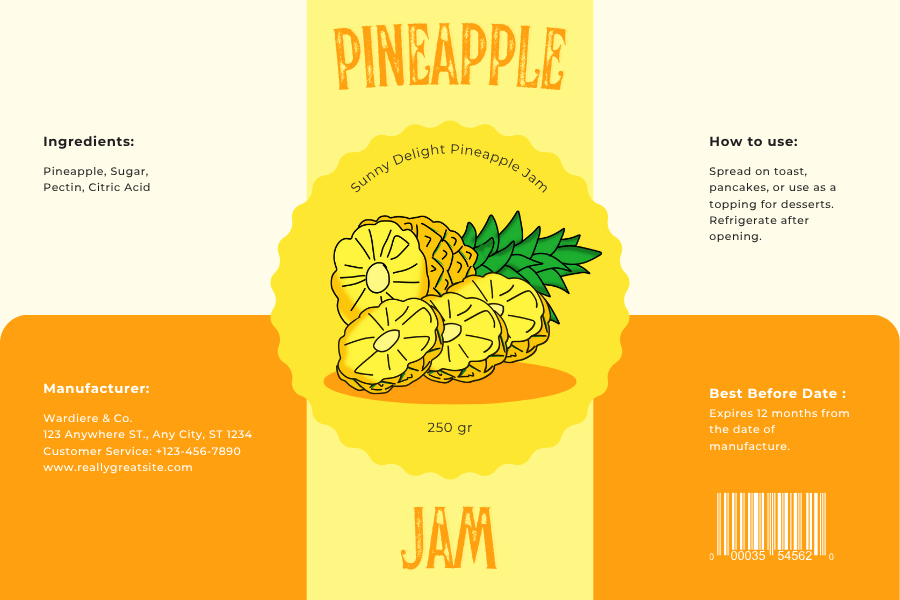 PINEAPPLE
Sunny Delight Pineapple Jam
250 gr
JAM
Ingredients:
Pineapple, Sugar,
Pectin, Citric Acid
Manufacturer:
Wardiere & Co.
123 Anywhere ST., Any City, ST 1234
Customer Service: +123-456-7890
www.reallygreatsite.com
How to use:
Spread on toast,
pancakes, or use as a
topping for desserts.
Refrigerate after
opening.
Best Before Date :
Expires 12 months from
the date of
manufacture.
0 00035 54562 0